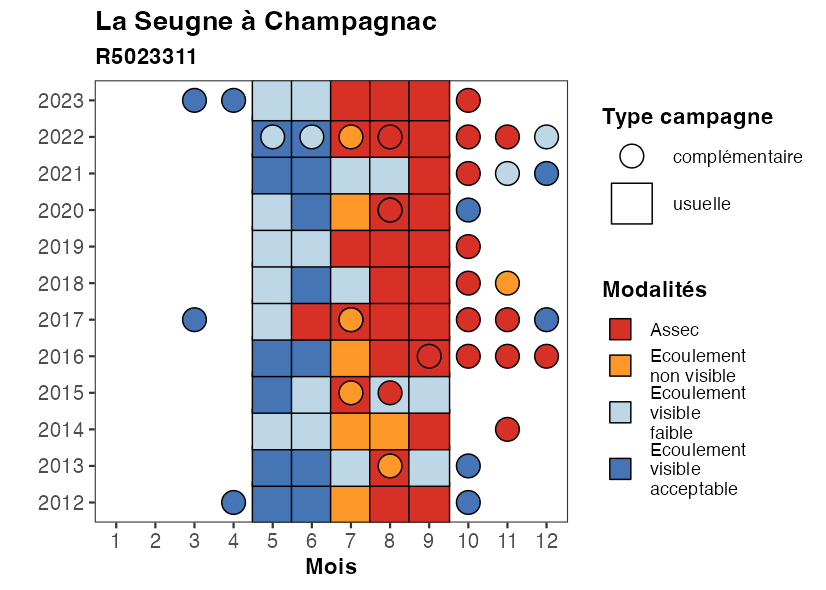 La Seugne à Champagnac
R5023311
2023
2022
2021
2020
2019
2018
2017
2016
2015
2014
2013
2012
1 2 3 4 5 6 7 8 9 10 11 12
Mois
Type campagne
complémentaire
usuelle
Modalités
Assec
Ecoulement
non visible
Ecoulement
visible
faible
Ecoulement
visible
acceptable